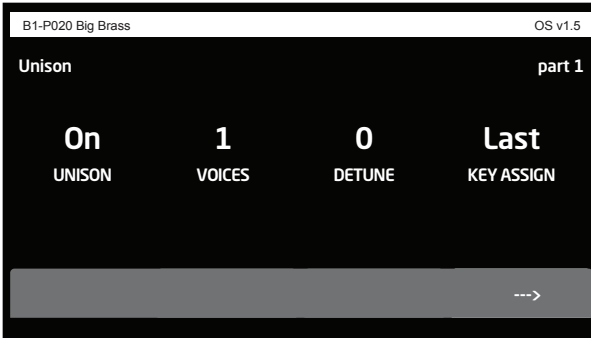 B1-P020 Big Brass OS v1.5
Unison part 1
On 1 0 Last
UNISON VOICES DETUNE KEY ASSIGN
--->